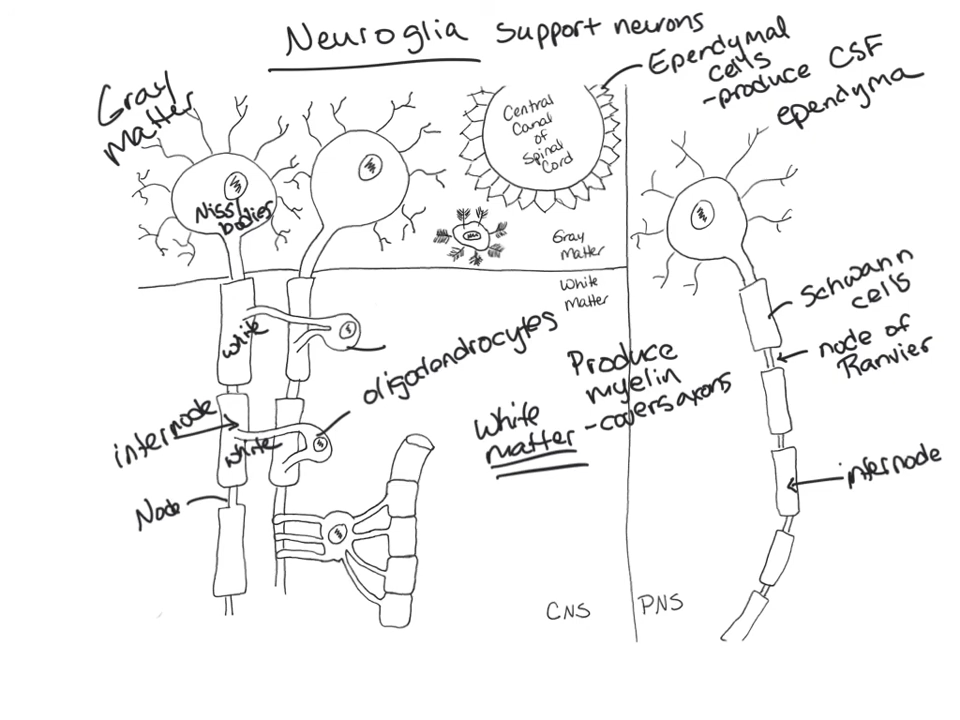 Neuroglia support neurons
Gray
Matter
Ependymal
cells
-produce CSF
ependyma
Central
Canal
of
Spinal
Cord
Nissl
bodies
Gray
Matter
White
Matter
Schwann
cells
node of
Ranvier
white
oligodendrocytes
Produce
myelin
-covers axons
White
matter
internode
white
Node
internode
CNS
PNS